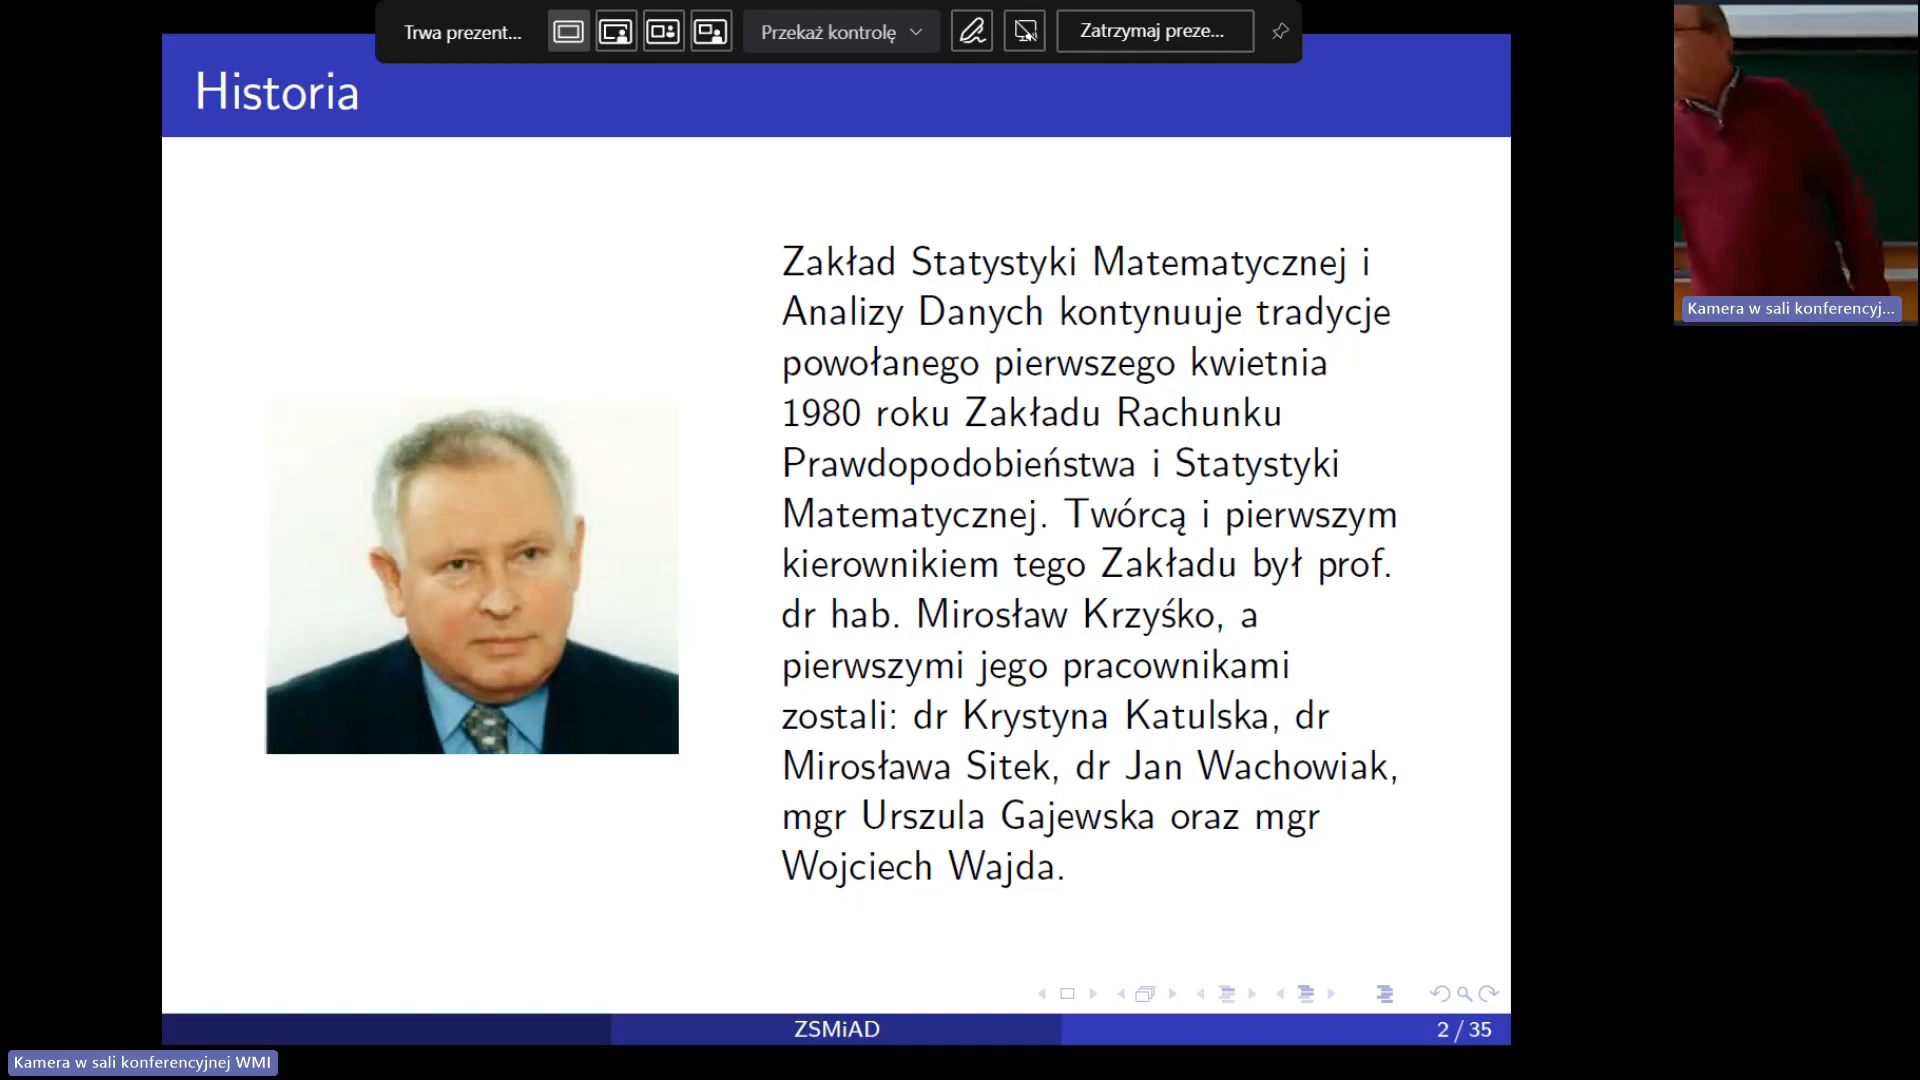 Trwa prezent...
Przekaż kontrolę
Zatrzymaj preze...
Historia
Zakład Statystyki Matematycznej i
Analizy Danych kontynuuje tradycje
powołanego pierwszego kwietnia
1980 roku Zakładu Rachunku
Prawdopodobieństwa i Statystyki
Matematycznej. Twórcą i pierwszym
kierownikiem tego Zakładu był prof.
dr hab. Mirosław Krzyśko, a
pierwszymi jego pracownikami
zostali: dr Krystyna Katulska, dr
Mirosława Sitek, dr Jan Wachowiak,
mgr Urszula Gajewska oraz mgr
Wojciech Wajda.
ZSMiAD
2 / 35
Kamera w sali konferencyj...
Kamera w sali konferencyjnej WMI